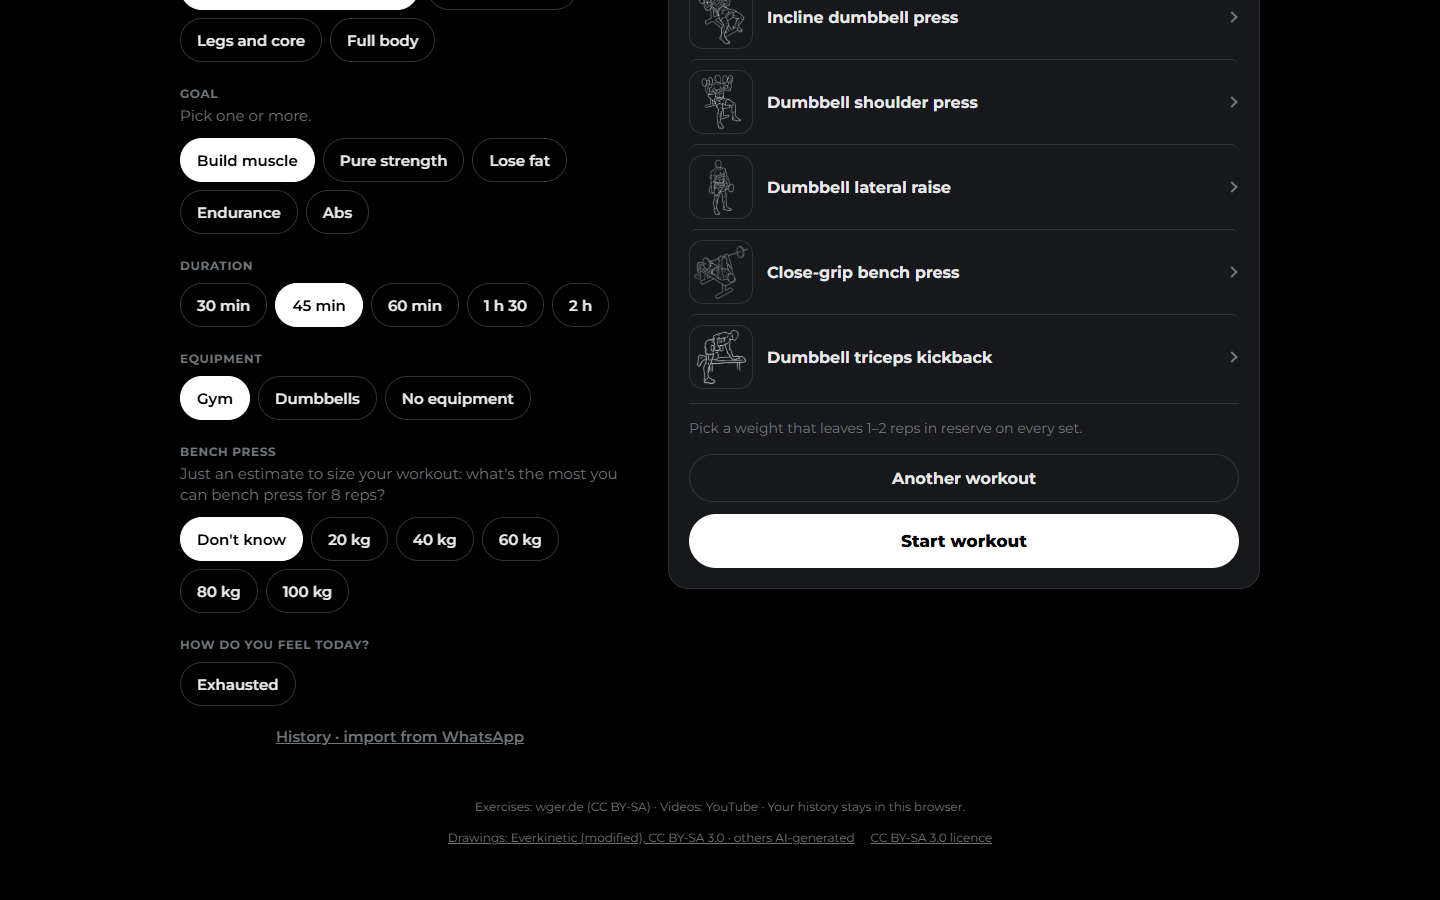 Legs and core
Full body
GOAL
Pick one or more.
Build muscle
Pure strength
Lose fat
Endurance
Abs
DURATION
30 min
45 min
60 min
1 h 30
2 h
EQUIPMENT
Gym
Dumbbells
No equipment
BENCH PRESS
Just an estimate to size your workout: what's the most you
can bench press for 8 reps?
Don't know
20 kg
40 kg
60 kg
80 kg
100 kg
HOW DO YOU FEEL TODAY?
Exhausted
History · import from WhatsApp
Incline dumbbell press
Dumbbell shoulder press
Dumbbell lateral raise
Close-grip bench press
Dumbbell triceps kickback
Pick a weight that leaves 1–2 reps in reserve on every set.
Another workout
Start workout
Exercises: wger.de (CC BY-SA) · Videos: YouTube · Your history stays in this browser.
Drawings: Everkinetic (modified), CC BY-SA 3.0 · others AI-generated
CC BY-SA 3.0 licence